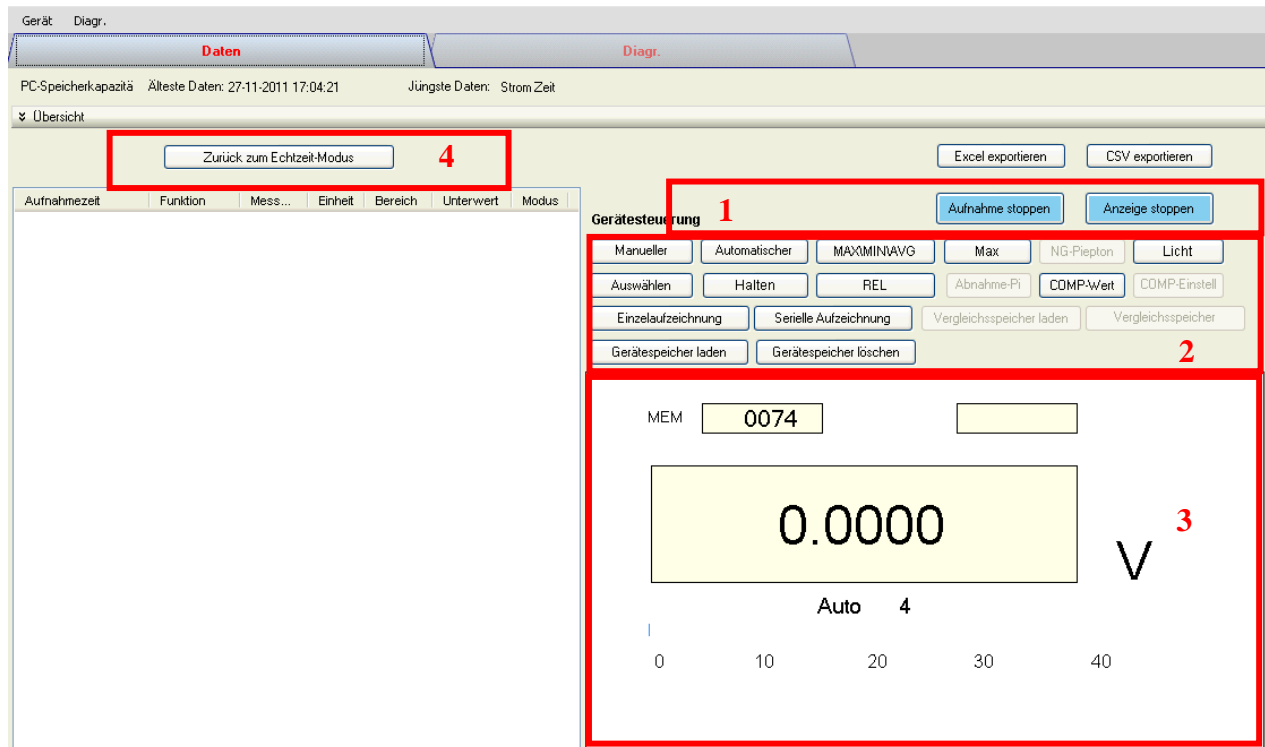 Gerät Diagr.
Daten Diagr.
PC-Speicherkapazitä Älteste Daten: 27-11-2011 17:04:21 Jüngste Daten: Strom Zeit
Übersicht
Zurück zum Echtzeit-Modus 4 Excel exportieren CSV exportieren
Aufnahmezeit Funktion Mess... Einheit Bereich Unterwert Modus
Gerätesteuerung 1 Aufnahme stoppen Anzeige stoppen
Manueller Automatischer MAX\MIN\AVG Max NG-Piepton Licht
Auswählen Halten REL Abnahme-Pi COMP-Wert COMP-Einstell
Einzelaufzeichnung Serielle Aufzeichnung Vergleichsspeicher laden Vergleichsspeicher
Gerätespeicher laden Gerätespeicher löschen 2
MEM 0074
0.0000 V 3
Auto 4
0 10 20 30 40